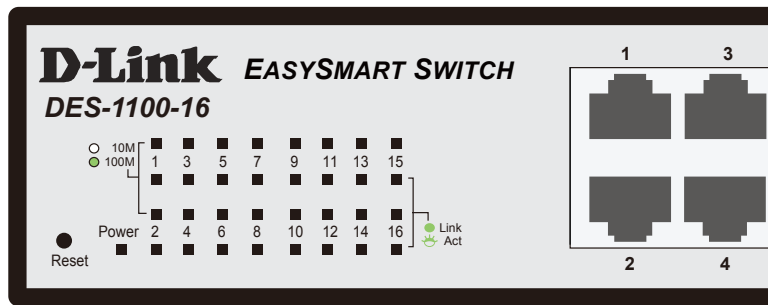 D-Link EASYSMART SWITCH
DES-1100-16
1 3
10M
100M
1 3 5 7 9 11 13 15
Power 2 4 6 8 10 12 14 16
Link
Act
Reset
2 4